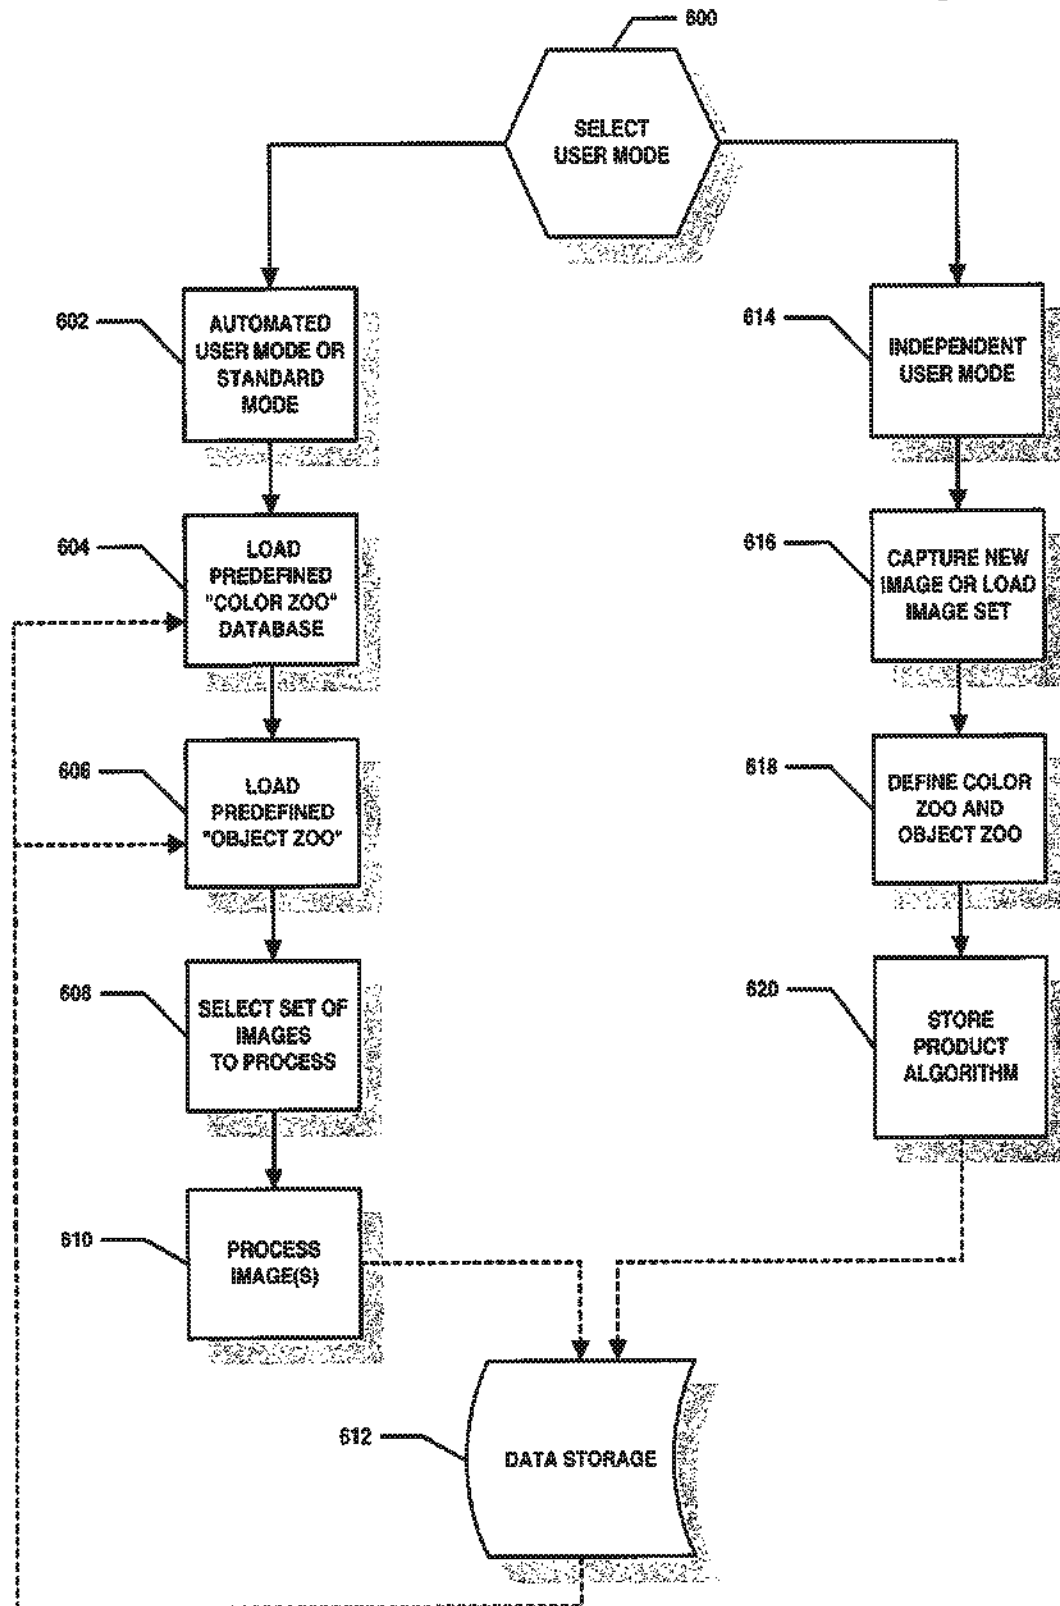 600
SELECT
USER MODE
602
AUTOMATED
USER MODE OR
STANDARD
MODE
614
INDEPENDENT
USER MODE
604
LOAD
PREDEFINED
"COLOR ZOO"
DATABASE
616
CAPTURE NEW
IMAGE OR LOAD
IMAGE SET
606
LOAD
PREDEFINED
"OBJECT ZOO"
618
DEFINE COLOR
ZOO AND
OBJECT ZOO
608
SELECT SET OF
IMAGES
TO PROCESS
620
STORE
PRODUCT
ALGORITHM
610
PROCESS
IMAGE(S)
612
DATA STORAGE